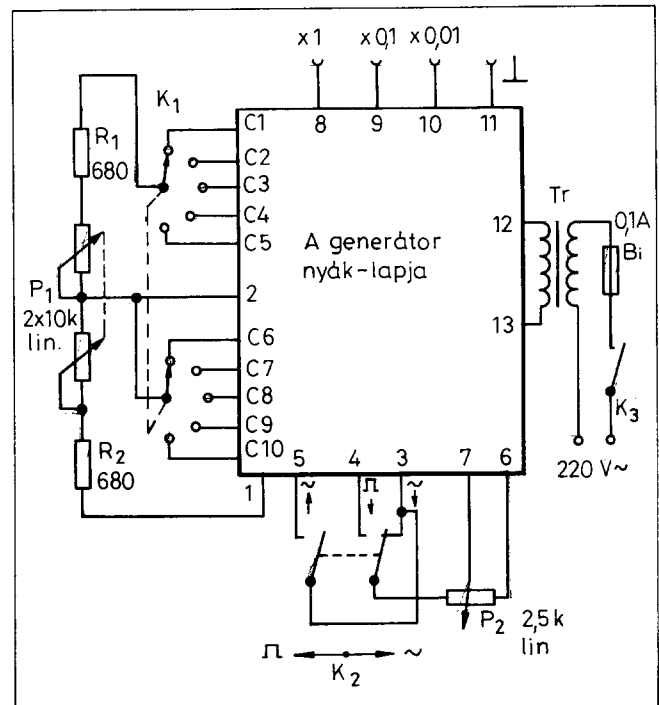 x1 x0,1 x0,01 ⊥
K₁
R₁
680
C1
C2
C3
C4
C5
8 9 10 11
A generátor
nyák-lapja
12
13
Tr
0,1A
Bi
K₃
220 V~
P₁
2x10k
lin.
2
C6
C7
C8
C9
C10
R₂
680
1
5 4 3 7 6
~ ⎍ ~
P₂ 2,5k
lin
⎍ ~
K₂